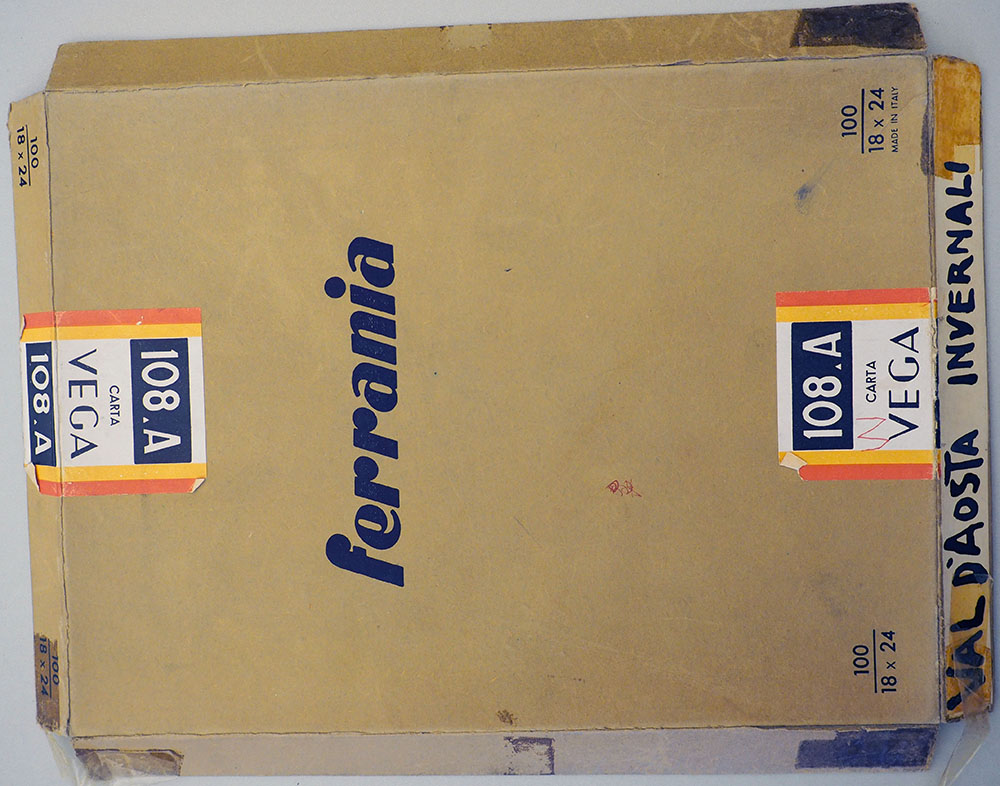 100
18 x 24
100
18 x 24
108.A
VEGA
CARTA
108.A
ferrania
100
18 x 24
MADE IN ITALY
108.A
CARTA
VEGA
100
18 x 24
VAL D'AOSTA INVERNALI